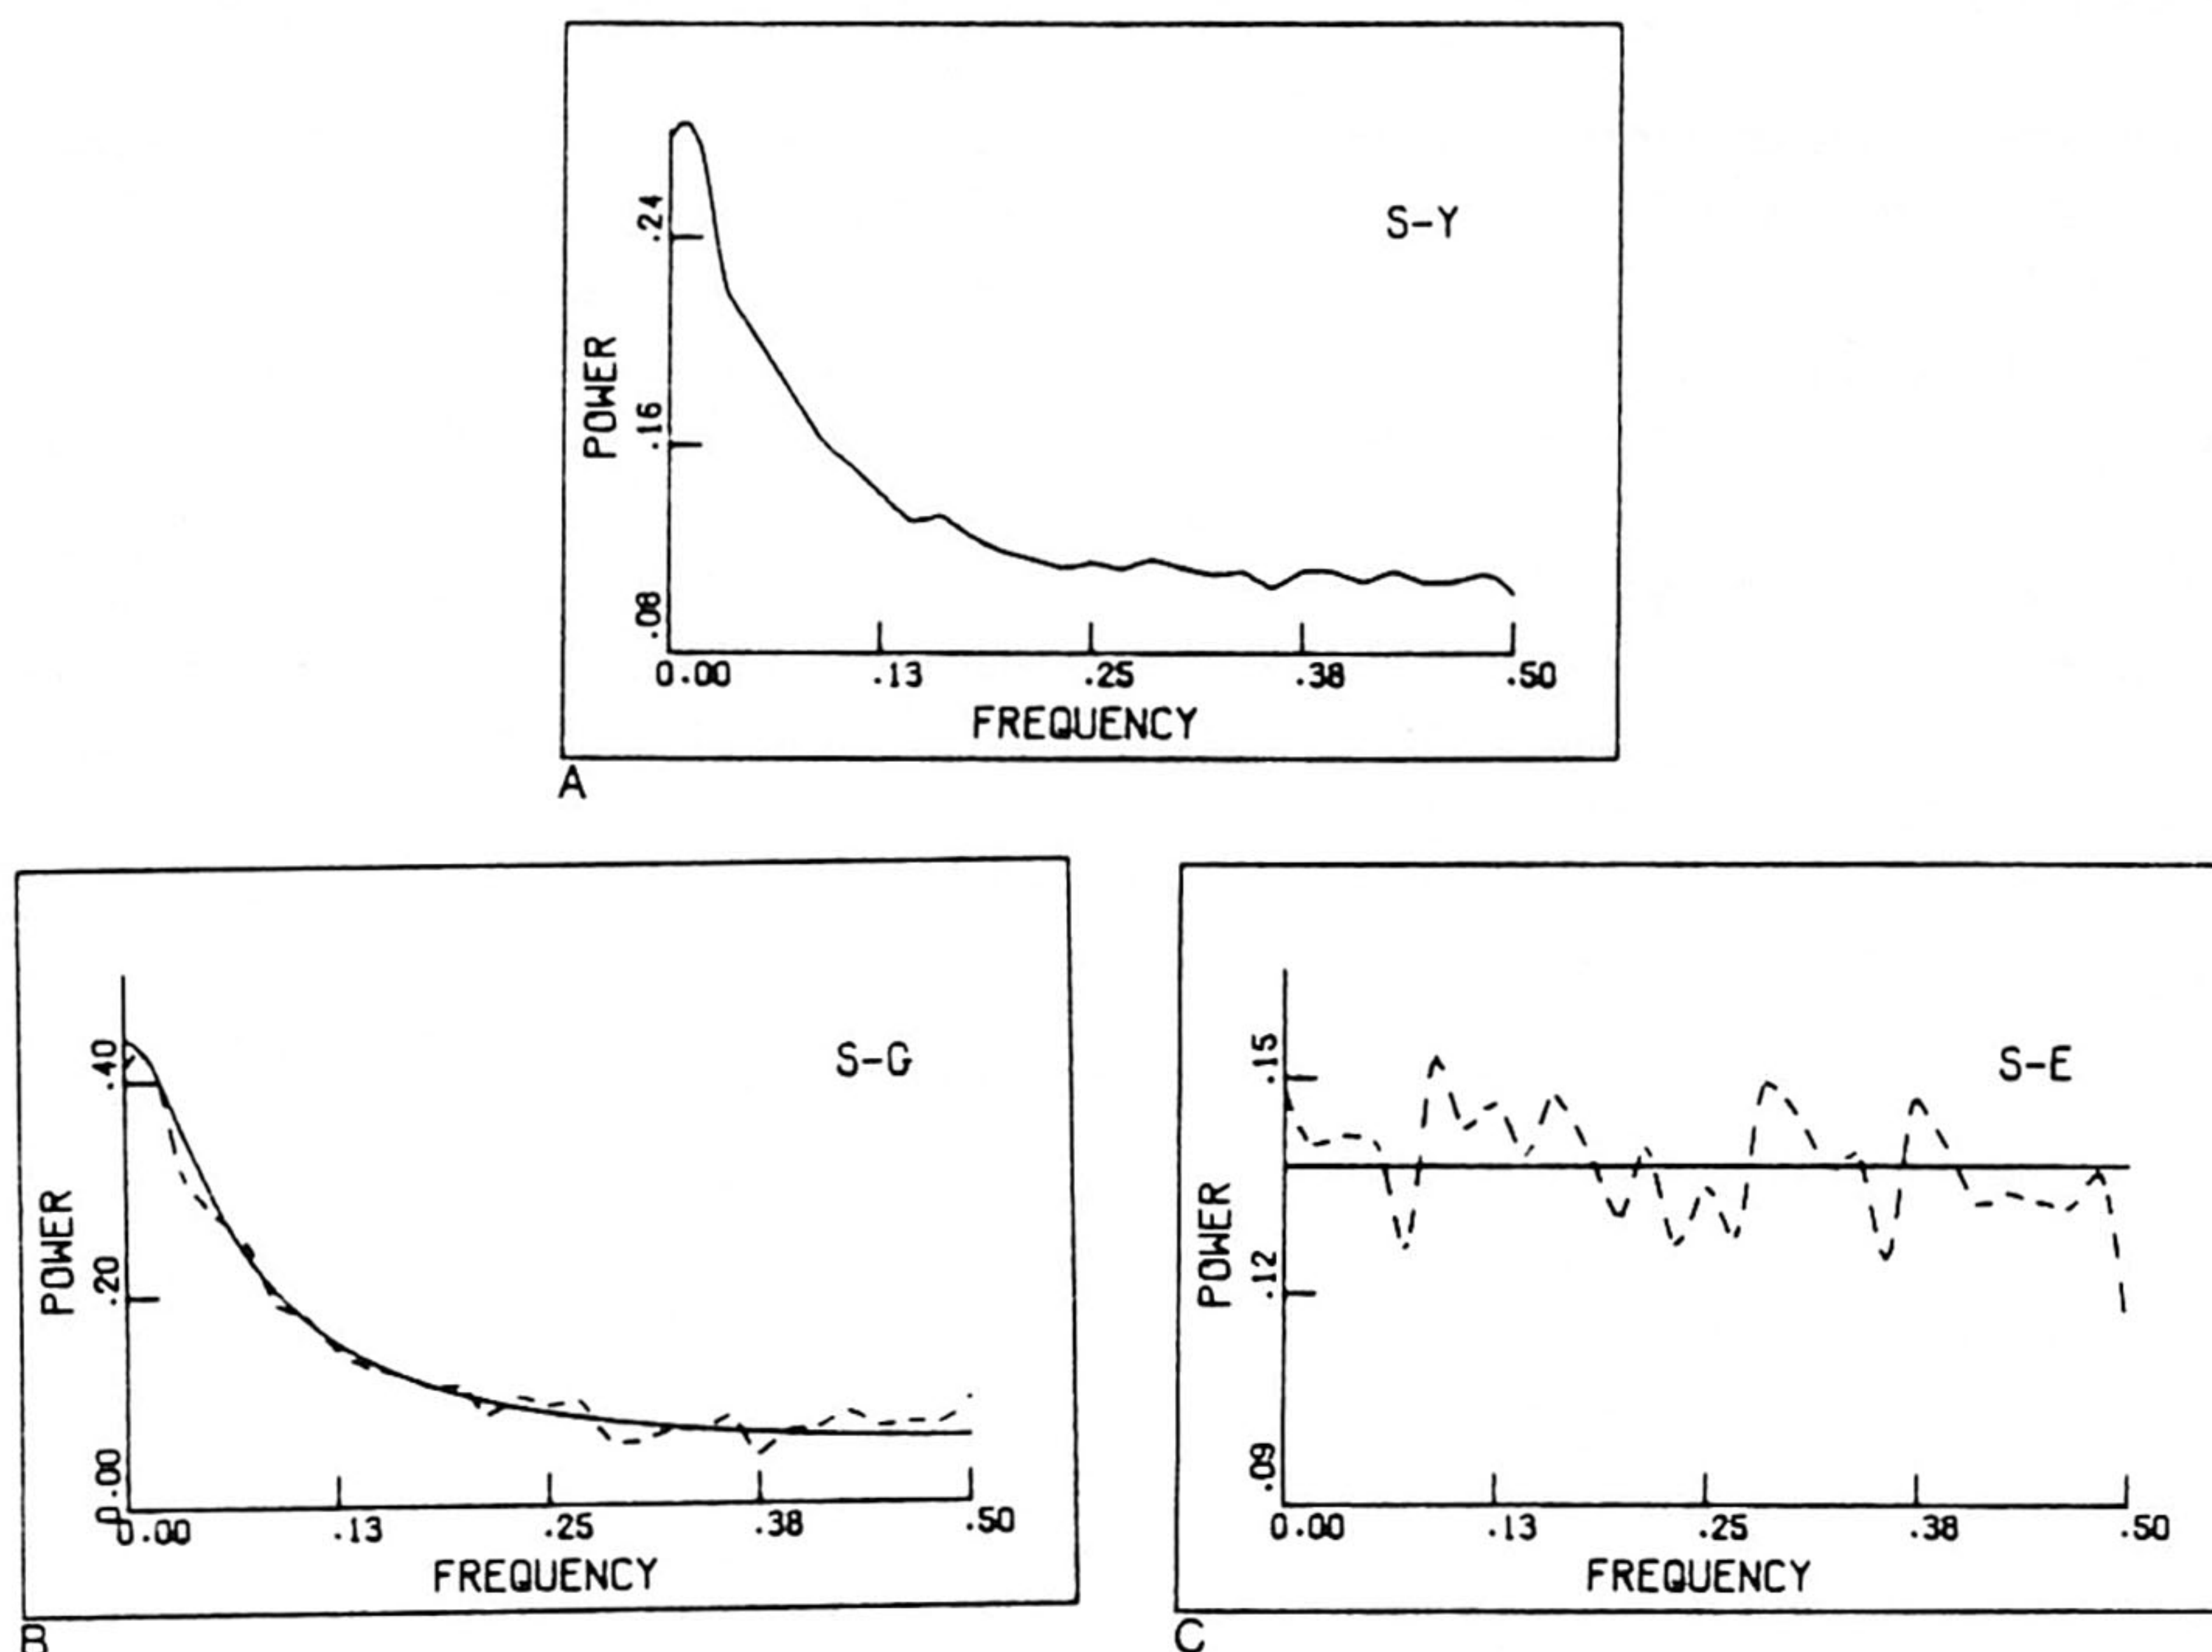 .24
S-Y
POWER
.16
.08
0.00 .13 .25 .38 .50
FREQUENCY
A
.40
S-G
POWER
.20
0.00
0.00 .13 .25 .38 .50
FREQUENCY
B
.15
S-E
POWER
.12
.09
0.00 .13 .25 .38 .50
FREQUENCY
C